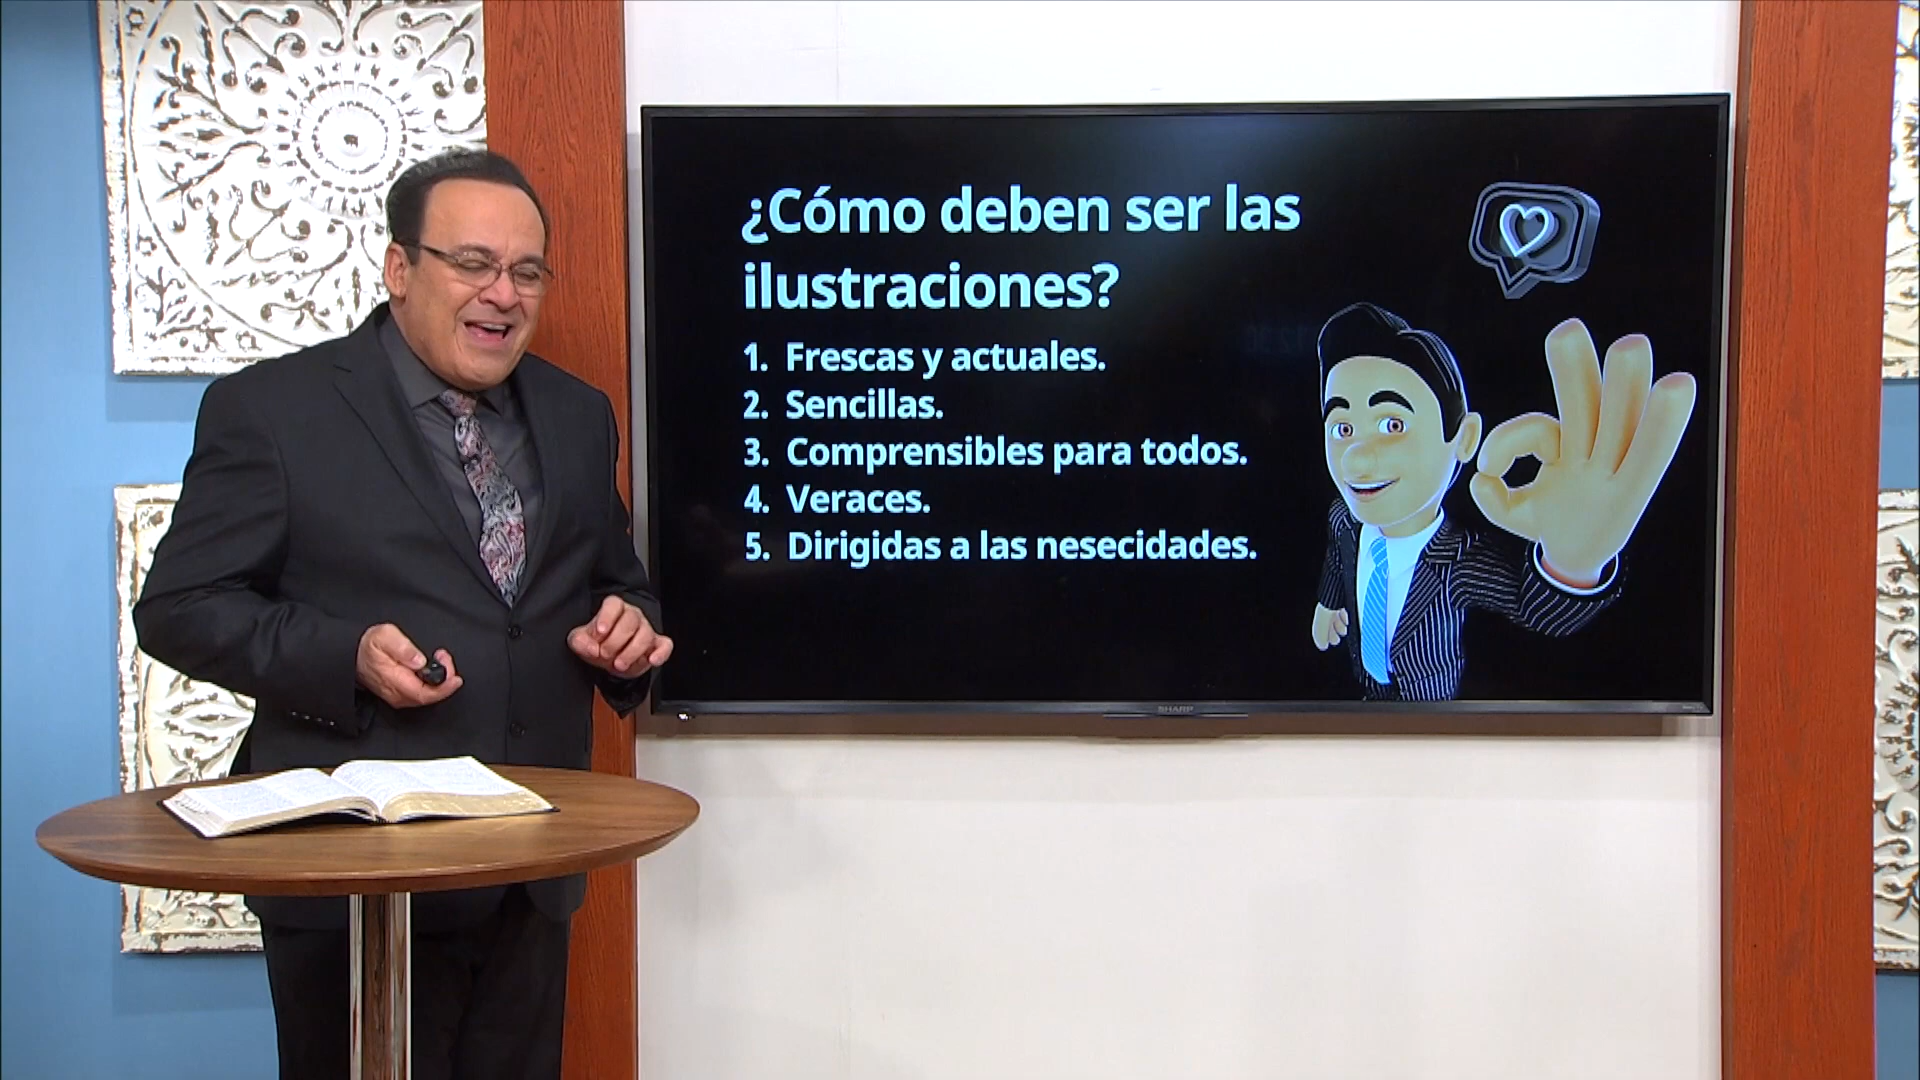 ¿Cómo deben ser las
ilustraciones?
1. Frescas y actuales.
2. Sencillas.
3. Comprensibles para todos.
4. Veraces.
5. Dirigidas a las nesecidades.
SHARP